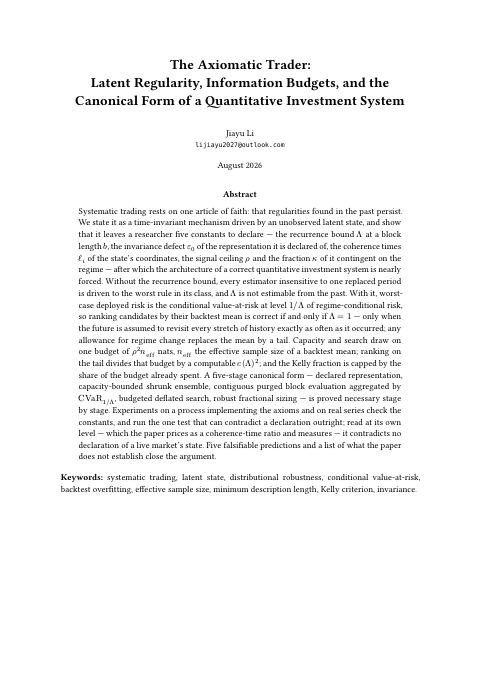 The Axiomatic Trader:
Latent Regularity, Information Budgets, and the
Canonical Form of a Quantitative Investment System
Jiayu Li
lijiayu2027@outlook.com
August 2026
Abstract
Systematic trading rests on one article of faith: that regularities found in the past persist.
We state it as a time-invariant mechanism driven by an unobserved latent state, and show
that it leaves a researcher five constants to declare — the recurrence bound Λ at a block
length b, the invariance defect ε₀ of the representation it is declared of, the coherence times
ℓᵢ of the state's coordinates, the signal ceiling ρ and the fraction κ of it contingent on the
regime — after which the architecture of a correct quantitative investment system is nearly
forced. Without the recurrence bound, every estimator insensitive to one replaced period
is driven to the worst rule in its class, and Λ is not estimable from the past. With it, worst-
case deployed risk is the conditional value-at-risk at level 1/Λ of regime-conditional risk,
so ranking candidates by their backtest mean is correct if and only if Λ = 1 — only when
the future is assumed to revisit every stretch of history exactly as often as it occurred; any
allowance for regime change replaces the mean by a tail. Capacity and search draw on
one budget of ρ²n_eff nats, n_eff the effective sample size of a backtest mean; ranking on
the tail divides that budget by a computable c(Λ)²; and the Kelly fraction is capped by the
share of the budget already spent. A five-stage canonical form — declared representation,
capacity-bounded shrunk ensemble, contiguous purged block evaluation aggregated by
CVaR_1/Λ, budgeted deflated search, robust fractional sizing — is proved necessary stage
by stage. Experiments on a process implementing the axioms and on real series check the
constants, and run the one test that can contradict a declaration outright; read at its own
level — which the paper prices as a coherence-time ratio and measures — it contradicts no
declaration of a live market's state. Five falsifiable predictions and a list of what the paper
does not establish close the argument.
Keywords: systematic trading, latent state, distributional robustness, conditional value-at-risk,
backtest overfitting, effective sample size, minimum description length, Kelly criterion, invariance.